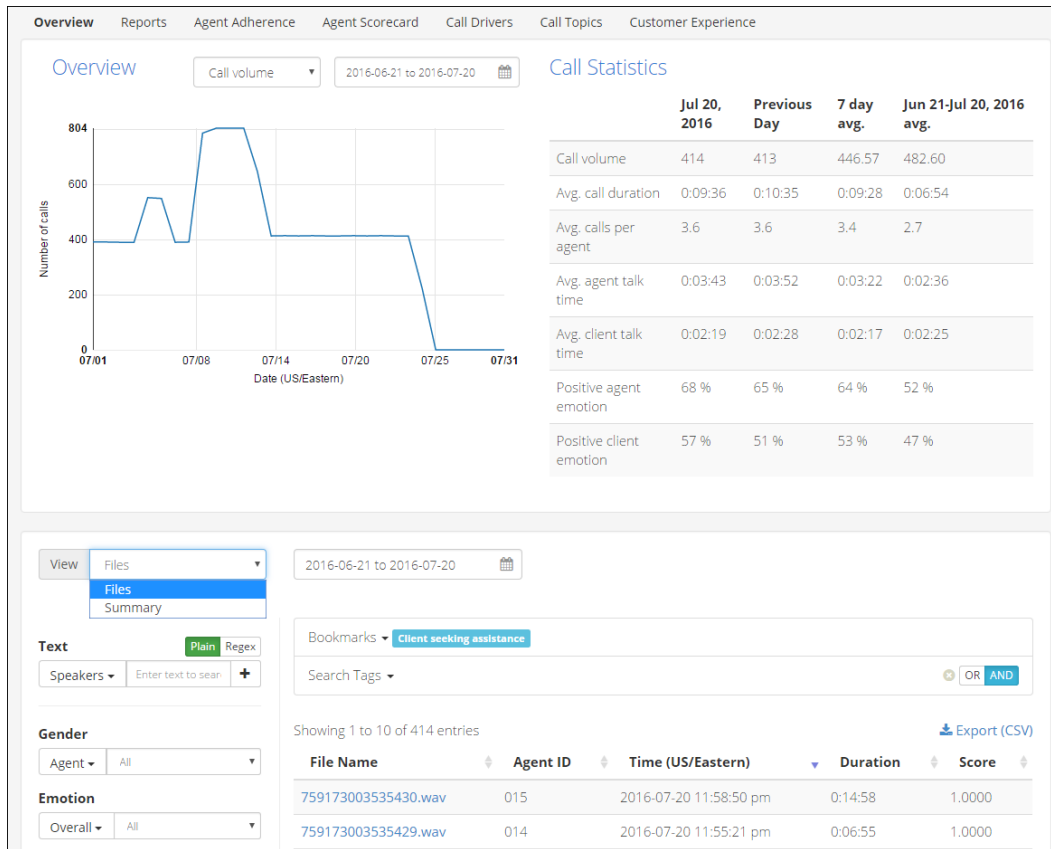 Overview Reports Agent Adherence Agent Scorecard Call Drivers Call Topics Customer Experience
Overview
Call volume
2016-06-21 to 2016-07-20
804
600
400
200
0
Number of calls
07/01 07/08 07/14 07/20 07/25 07/31
Date (US/Eastern)
Call Statistics
Jul 20, 2016 Previous Day 7 day avg. Jun 21-Jul 20, 2016 avg.
Call volume 414 413 446.57 482.60
Avg. call duration 0:09:36 0:10:35 0:09:28 0:06:54
Avg. calls per agent 3.6 3.6 3.4 2.7
Avg. agent talk time 0:03:43 0:03:52 0:03:22 0:02:36
Avg. client talk time 0:02:19 0:02:28 0:02:17 0:02:25
Positive agent emotion 68 % 65 % 64 % 52 %
Positive client emotion 57 % 51 % 53 % 47 %
View Files
Files
Summary
2016-06-21 to 2016-07-20
Text Plain Regex
Speakers Enter text to sear +
Gender
Agent All
Emotion
Overall All
Bookmarks Client seeking assistance
Search Tags OR AND
Showing 1 to 10 of 414 entries Export (CSV)
File Name Agent ID Time (US/Eastern) Duration Score
759173003535430.wav 015 2016-07-20 11:58:50 pm 0:14:58 1.0000
759173003535429.wav 014 2016-07-20 11:55:21 pm 0:06:55 1.0000